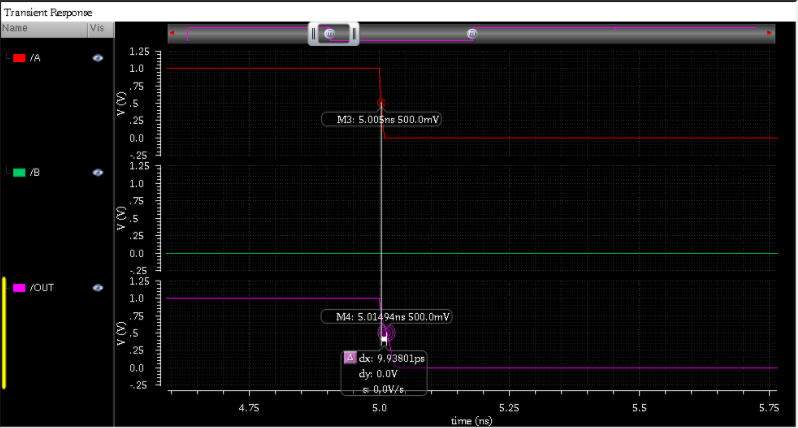 Transient Response
Name Vis
/A
V (V)
1.25
1.0
.75
.5
.25
0.0
-.25
M3: 5.005ns 500.0mV
/B
V (V)
1.25
1.0
.75
.5
.25
0.0
-.25
/OUT
V (V)
1.25
1.0
.75
.5
.25
0.0
-.25
M4: 5.01494ns 500.0mV
Δ dx: 9.93801ps
dy: 0.0V
s: 0.0V/s
4.75 5.0 5.25 5.5 5.75
time (ns)